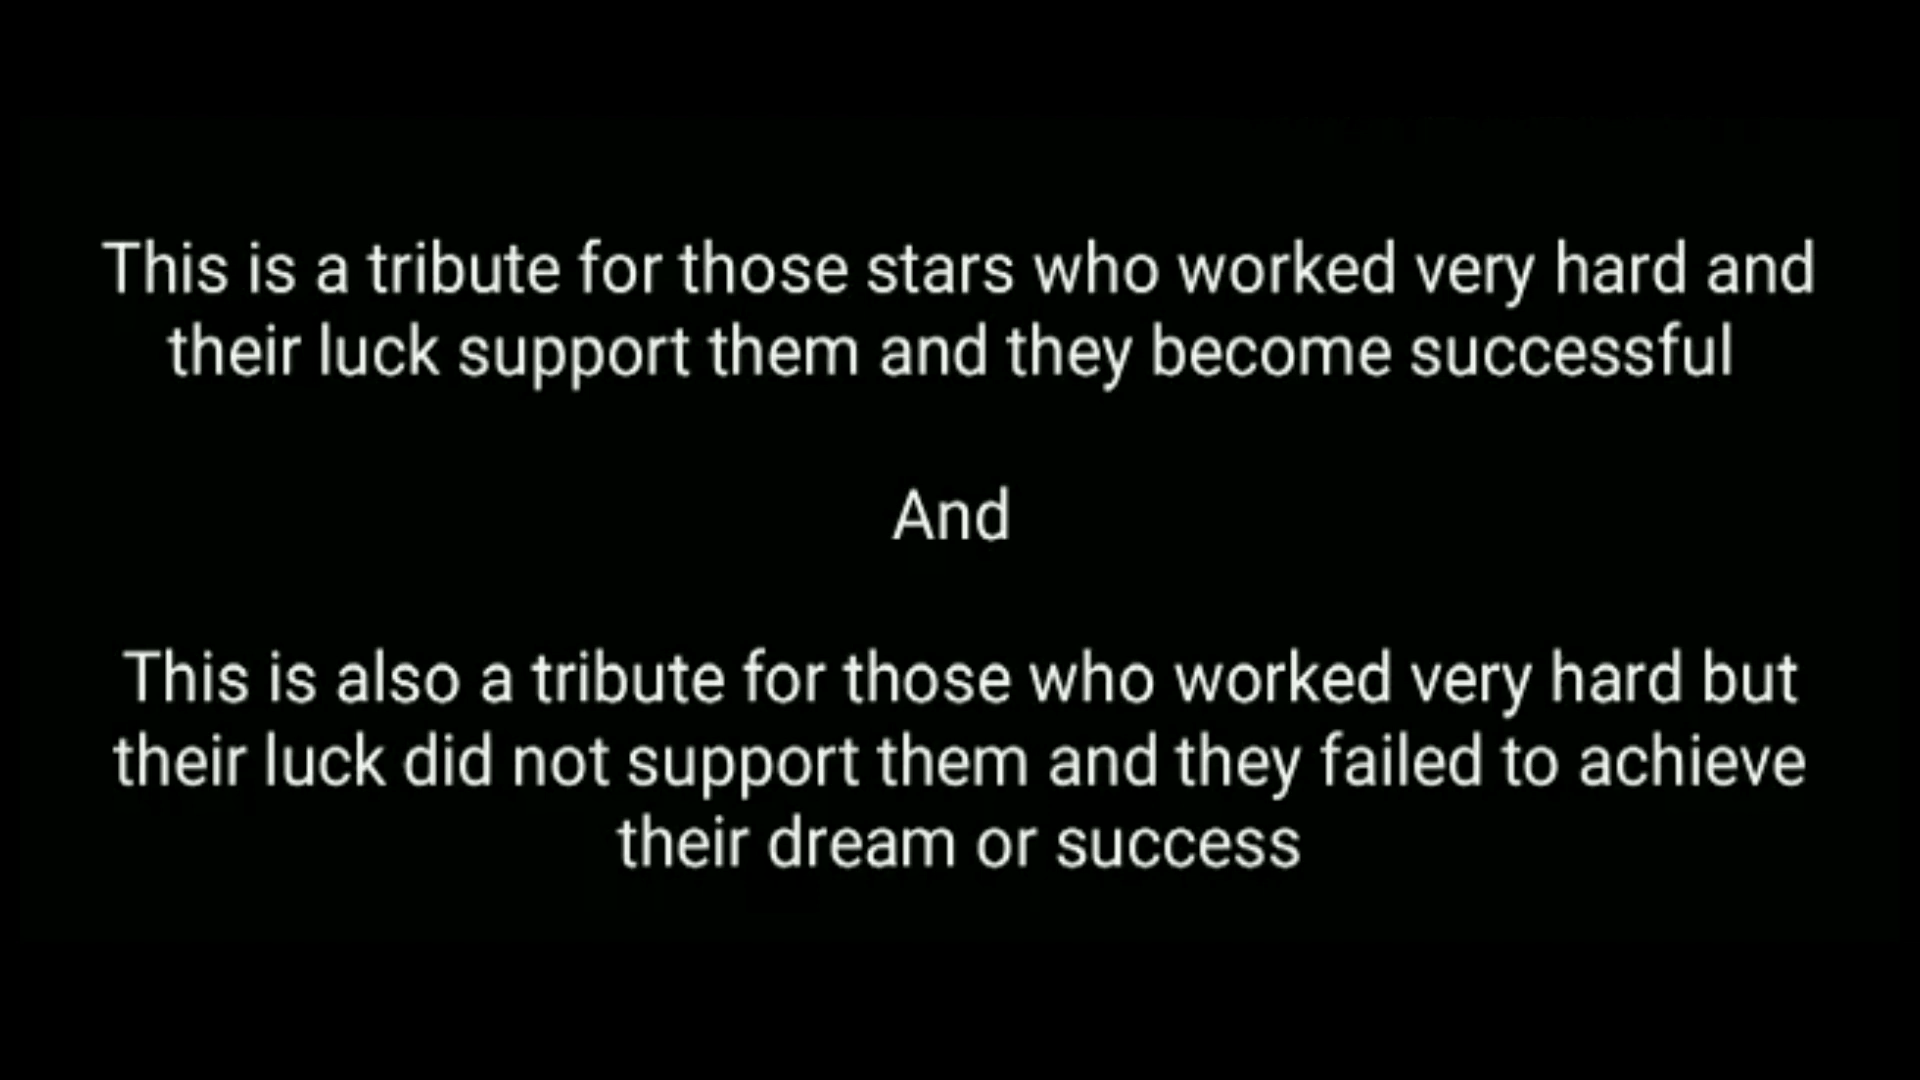 This is a tribute for those stars who worked very hard and
their luck support them and they become successful
And
This is also a tribute for those who worked very hard but
their luck did not support them and they failed to achieve
their dream or success